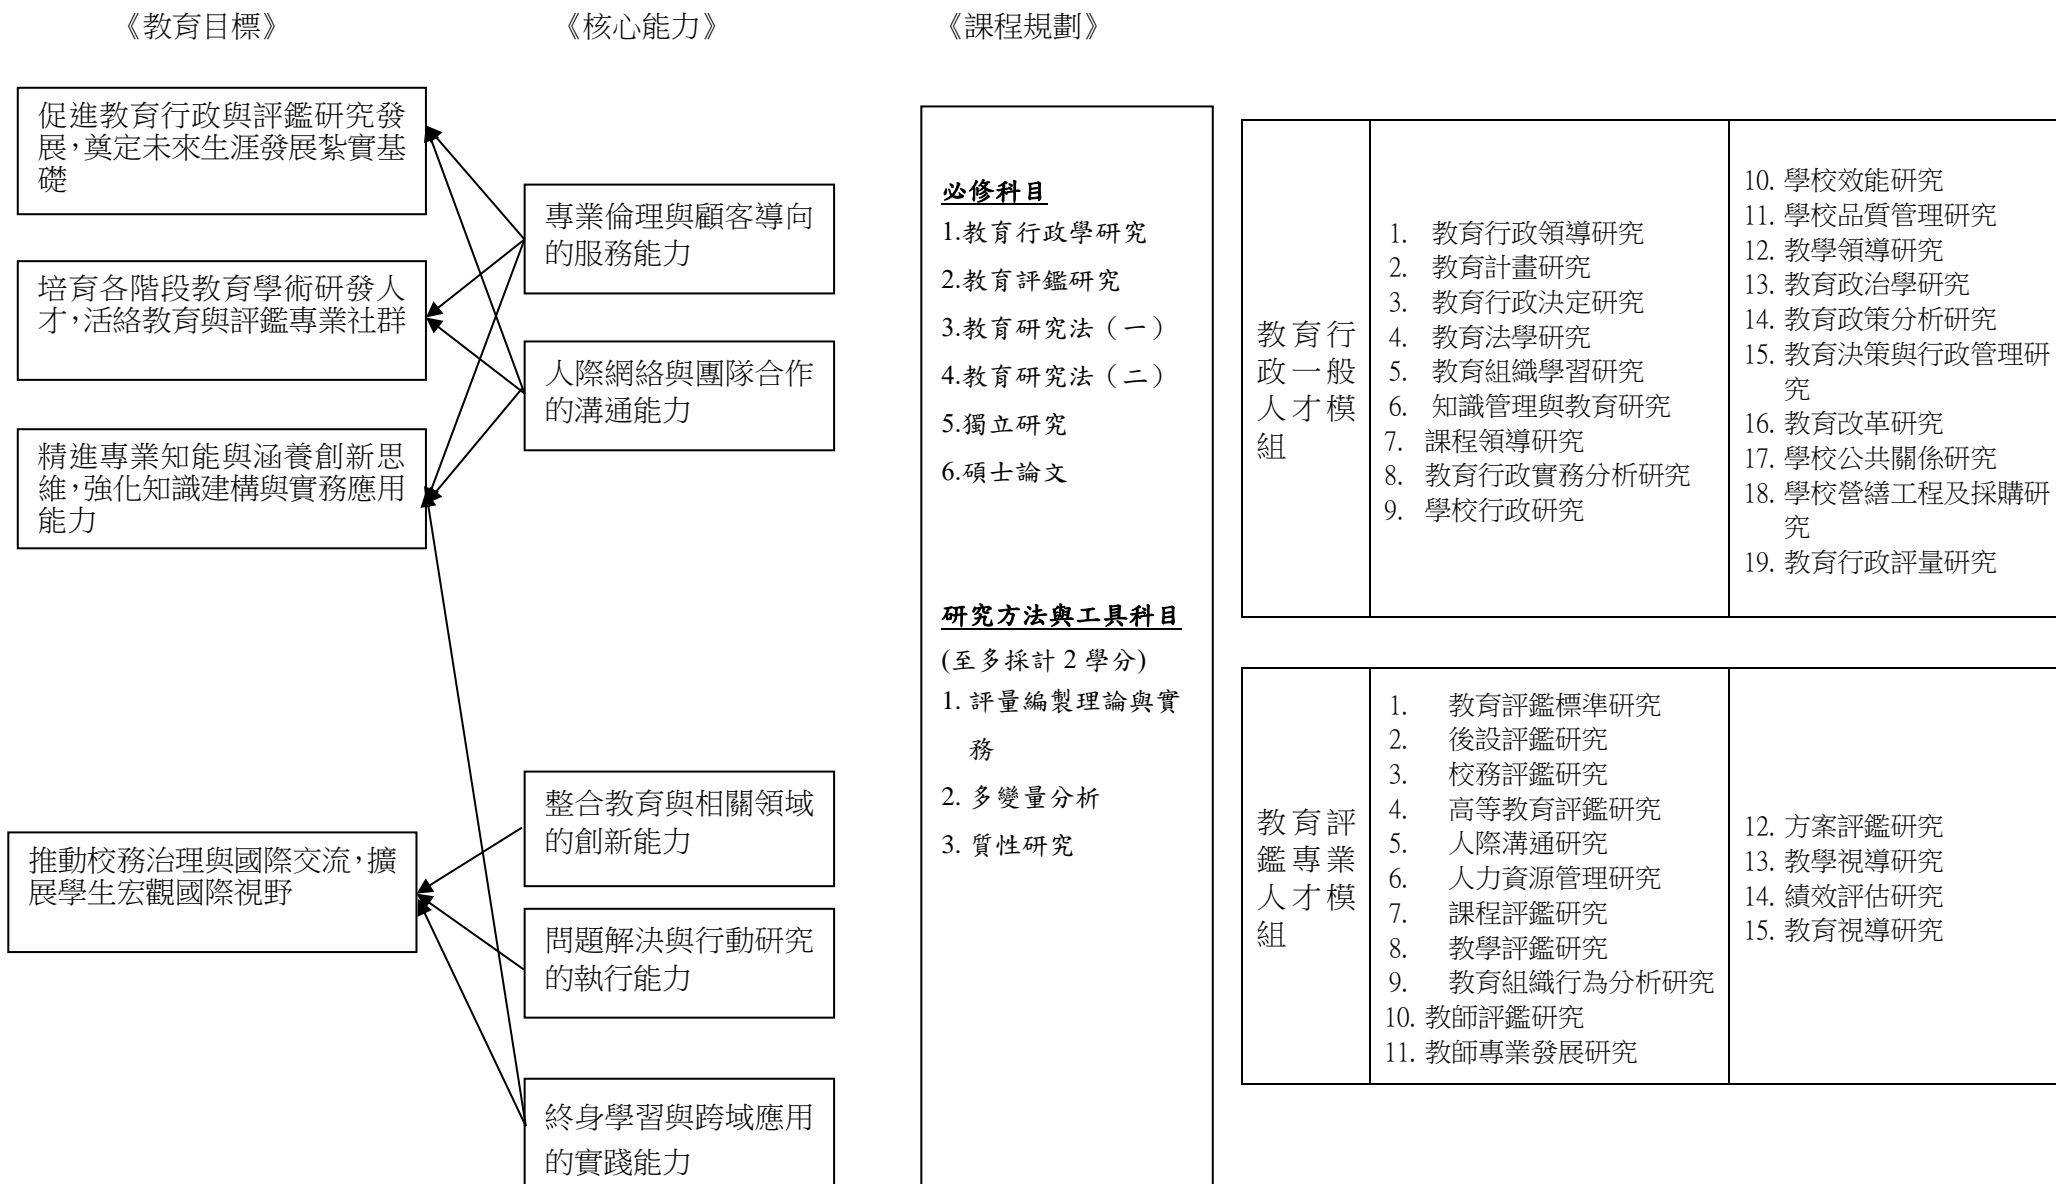 《教育目標》
《核心能力》
《課程規劃》
促進教育行政與評鑑研究發
展，奠定未來生涯發展紮實基
礎
培育各階段教育學術研發人
才，活絡教育與評鑑專業社群
精進專業知能與涵養創新思
維，強化知識建構與實務應用
能力
推動校務治理與國際交流，擴
展學生宏觀國際視野
專業倫理與顧客導向
的服務能力
人際網絡與團隊合作
的溝通能力
整合教育與相關領域
的創新能力
問題解決與行動研究
的執行能力
終身學習與跨域應用
的實踐能力
必修科目
1.教育行政學研究
2.教育評鑑研究
3.教育研究法（一）
4.教育研究法（二）
5.獨立研究
6.碩士論文
研究方法與工具科目
(至多採計 2 學分)
1. 評量編製理論與實
務
2. 多變量分析
3. 質性研究
教育行
政一般
人才模
組
1. 教育行政領導研究
2. 教育計畫研究
3. 教育行政決定研究
4. 教育法學研究
5. 教育組織學習研究
6. 知識管理與教育研究
7. 課程領導研究
8. 教育行政實務分析研究
9. 學校行政研究
10. 學校效能研究
11. 學校品質管理研究
12. 教學領導研究
13. 教育政治學研究
14. 教育政策分析研究
15. 教育決策與行政管理研
究
16. 教育改革研究
17. 學校公共關係研究
18. 學校營繕工程及採購研
究
19. 教育行政評量研究
教育評
鑑專業
人才模
組
1. 教育評鑑標準研究
2. 後設評鑑研究
3. 校務評鑑研究
4. 高等教育評鑑研究
5. 人際溝通研究
6. 人力資源管理研究
7. 課程評鑑研究
8. 教學評鑑研究
9. 教育組織行為分析研究
10. 教師評鑑研究
11. 教師專業發展研究
12. 方案評鑑研究
13. 教學視導研究
14. 績效評估研究
15. 教育視導研究